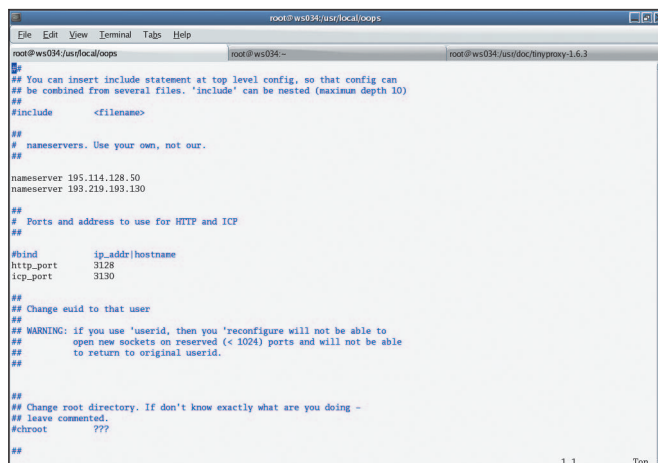 root@ws034:/usr/local/oops
File Edit View Terminal Tabs Help
root@ws034:/usr/local/oops root@ws034:~ root@ws034:/usr/doc/tinyproxy-1.6.3
##
## You can insert include statement at top level config, so that config can
## be combined from several files. 'include' can be nested (maximum depth 10)
##
#include <filename>
##
# nameservers. Use your own, not our.
##
nameserver 195.114.128.50
nameserver 193.219.193.130
##
# Ports and address to use for HTTP and ICP
##
#bind ip_addr|hostname
http_port 3128
icp_port 3130
##
## Change euid to that user
##
## WARNING: if you use 'userid, then you 'reconfigure will not be able to
## open new sockets on reserved (< 1024) ports and will not be able
## to return to original userid.
##
##
## Change root directory. If don't know exactly what are you doing -
## leave commented.
#chroot ???
##
1,1 Top